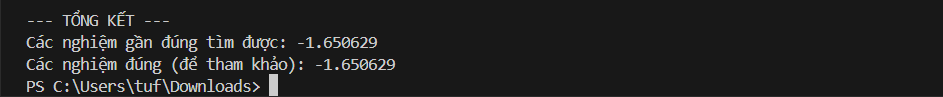 --- TỔNG KẾT ---
Các nghiệm gần đúng tìm được: -1.650629
Các nghiệm đúng (để tham khảo): -1.650629
PS C:\Users\tuf\Downloads>